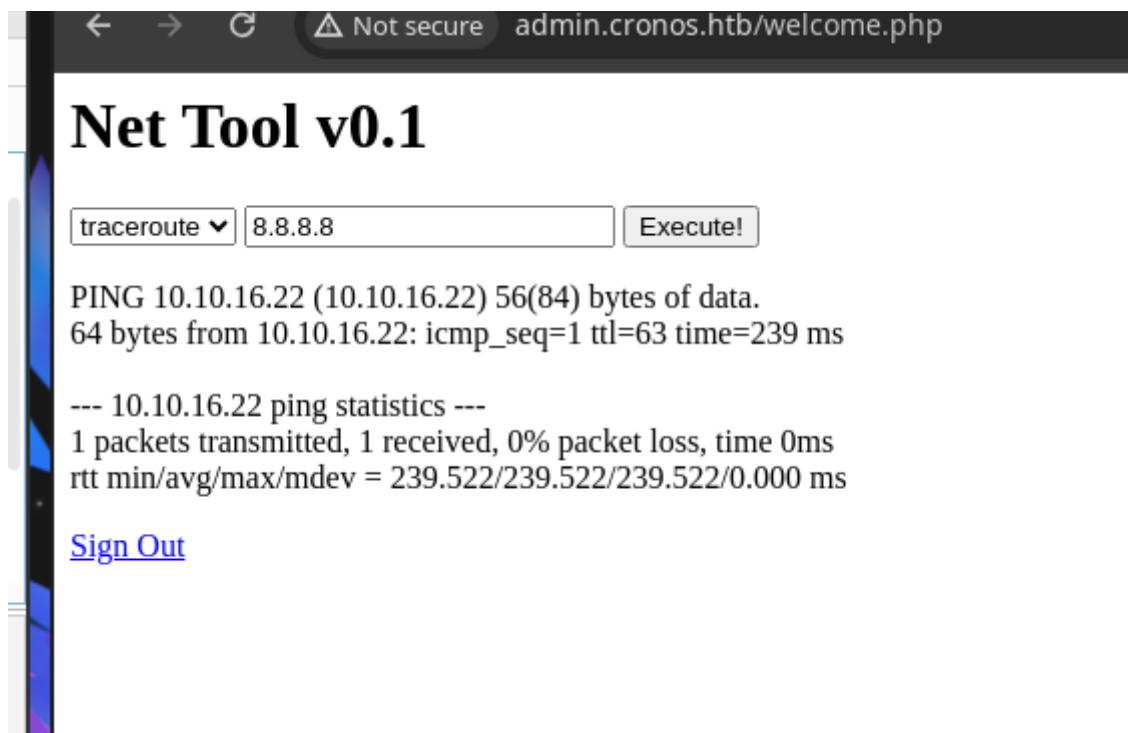 Not secure admin.cronos.htb/welcome.php
Net Tool v0.1
traceroute 8.8.8.8 Execute!
PING 10.10.16.22 (10.10.16.22) 56(84) bytes of data.
64 bytes from 10.10.16.22: icmp_seq=1 ttl=63 time=239 ms
--- 10.10.16.22 ping statistics ---
1 packets transmitted, 1 received, 0% packet loss, time 0ms
rtt min/avg/max/mdev = 239.522/239.522/239.522/0.000 ms
Sign Out